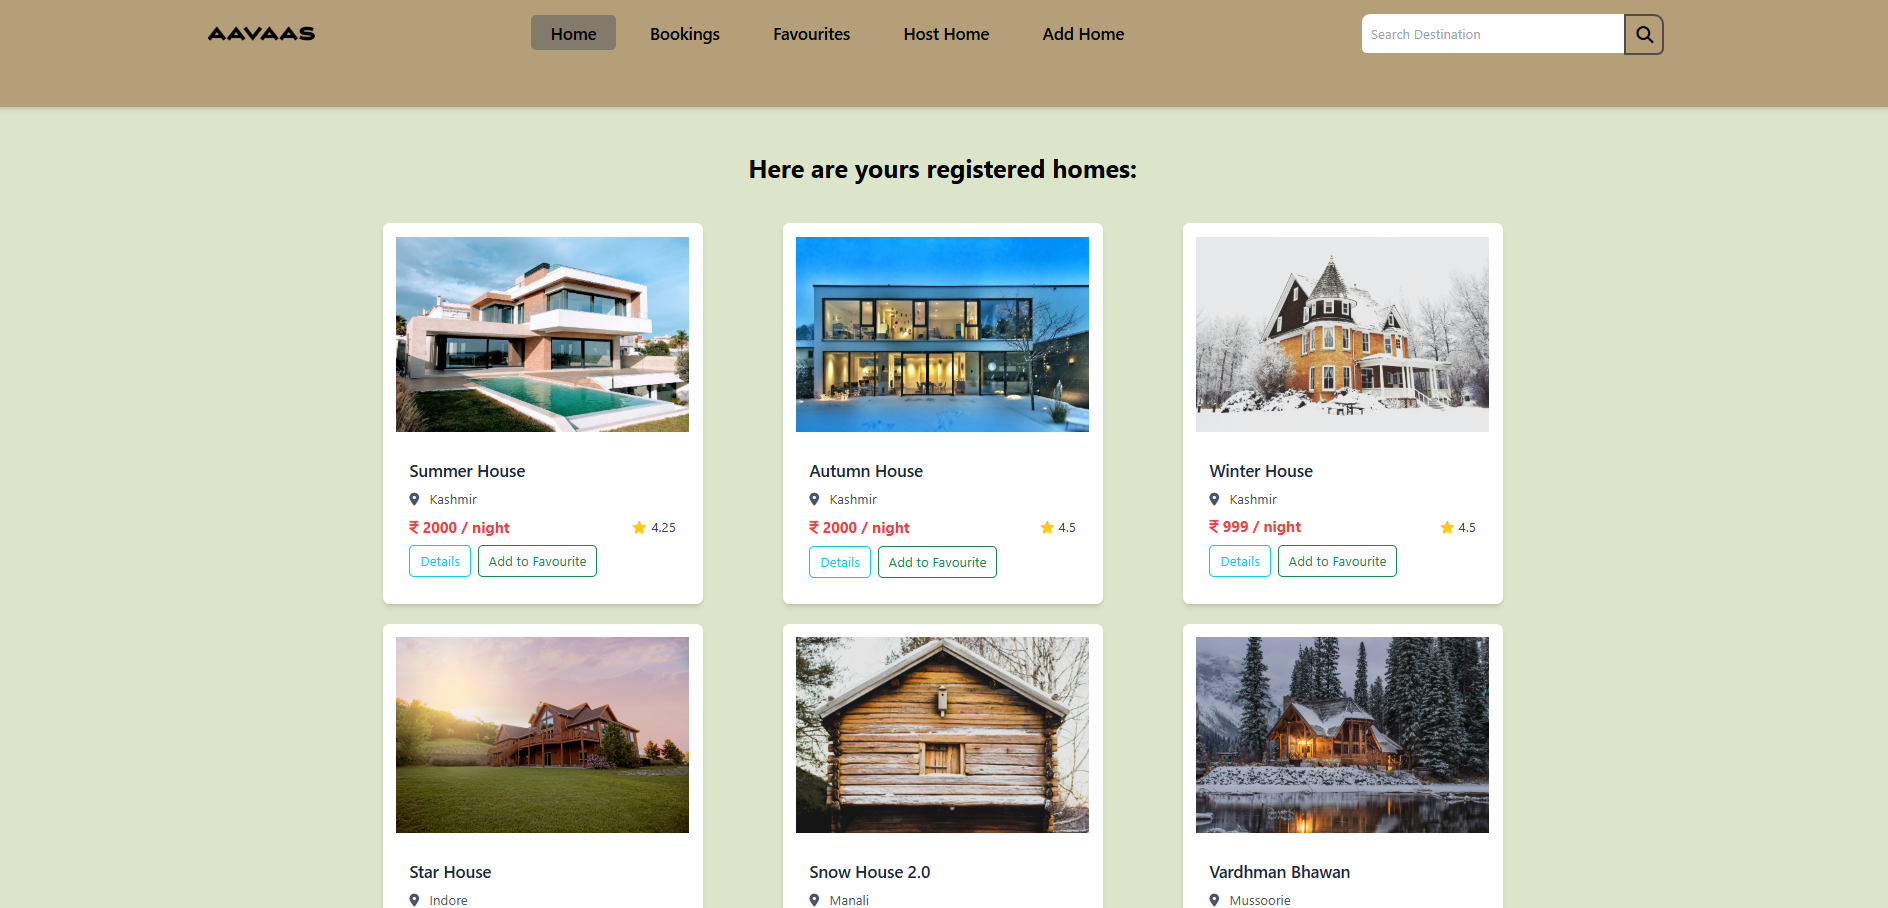 AAVAAS
Home
Bookings
Favourites
Host Home
Add Home
Search Destination
Here are yours registered homes:
Summer House
Kashmir
₹ 2000 / night
4.25
Details
Add to Favourite
Autumn House
Kashmir
₹ 2000 / night
4.5
Details
Add to Favourite
Winter House
Kashmir
₹ 999 / night
4.5
Details
Add to Favourite
Star House
Indore
Snow House 2.0
Manali
Vardhman Bhawan
Mussoorie